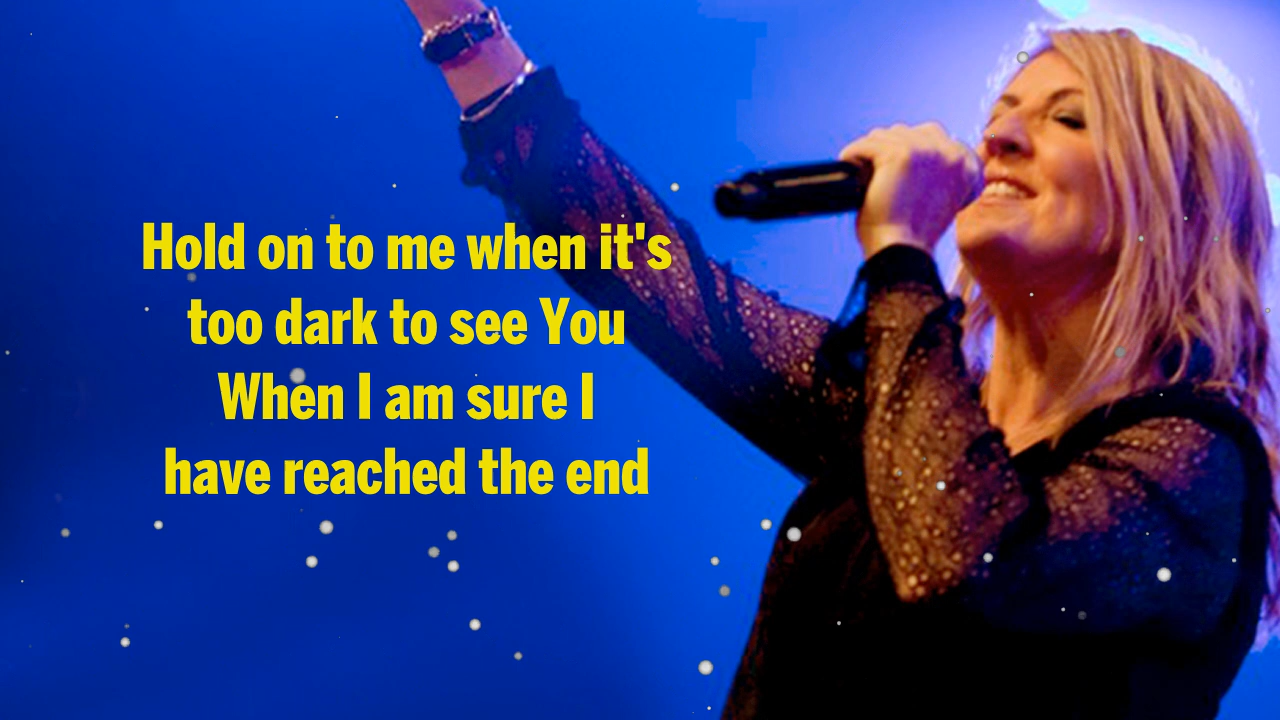 Hold on to me when it's
too dark to see You
When I am sure I
have reached the end